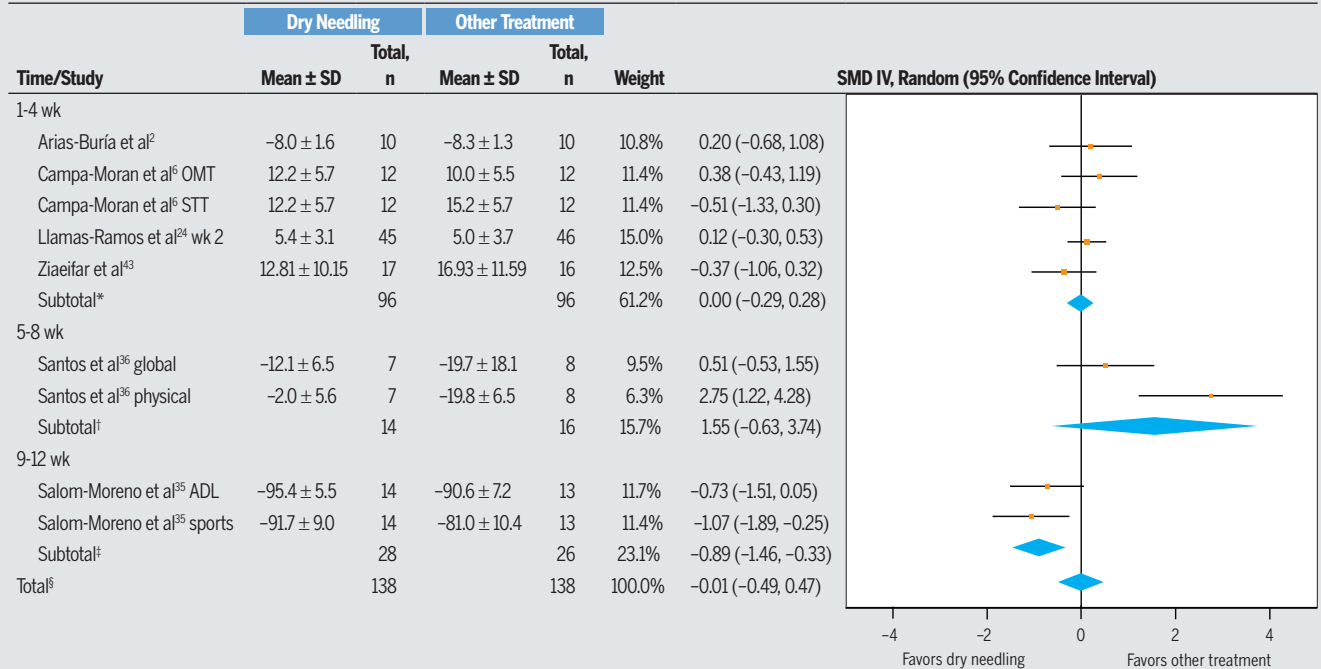 Dry Needling Other Treatment
Time/Study Mean ± SD Total, n Mean ± SD Total, n Weight SMD IV, Random (95% Confidence Interval)
1-4 wk
Arias-Buría et al2 –8.0 ± 1.6 10 –8.3 ± 1.3 10 10.8% 0.20 (–0.68, 1.08)
Campa-Moran et al6 OMT 12.2 ± 5.7 12 10.0 ± 5.5 12 11.4% 0.38 (–0.43, 1.19)
Campa-Moran et al6 STT 12.2 ± 5.7 12 15.2 ± 5.7 12 11.4% –0.51 (–1.33, 0.30)
Llamas-Ramos et al24 wk 2 5.4 ± 3.1 45 5.0 ± 3.7 46 15.0% 0.12 (–0.30, 0.53)
Ziaeifar et al43 12.81 ± 10.15 17 16.93 ± 11.59 16 12.5% –0.37 (–1.06, 0.32)
Subtotal* 96 96 61.2% 0.00 (–0.29, 0.28)
5-8 wk
Santos et al36 global –12.1 ± 6.5 7 –19.7 ± 18.1 8 9.5% 0.51 (–0.53, 1.55)
Santos et al36 physical –2.0 ± 5.6 7 –19.8 ± 6.5 8 6.3% 2.75 (1.22, 4.28)
Subtotal† 14 16 15.7% 1.55 (–0.63, 3.74)
9-12 wk
Salom-Moreno et al35 ADL –95.4 ± 5.5 14 –90.6 ± 7.2 13 11.7% –0.73 (–1.51, 0.05)
Salom-Moreno et al35 sports –91.7 ± 9.0 14 –81.0 ± 10.4 13 11.4% –1.07 (–1.89, –0.25)
Subtotal‡ 28 26 23.1% –0.89 (–1.46, –0.33)
Total§ 138 138 100.0% –0.01 (–0.49, 0.47)
–4 –2 0 2 4
Favors dry needling Favors other treatment